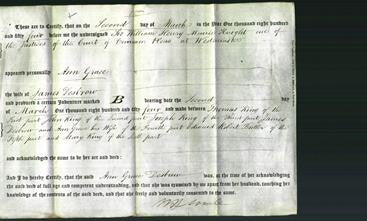 These are to Certify, that on the Second day of March in the Year One thousand eight hundred
and fifty four before me the undersigned Sir William Henry Maule Knight one of
the Justices of the Court of Common Pleas at Westminster
appeared personally Ann Grace
the wife of James Destrow
and produced a certain Indenture marked B bearing date the Second day
of March One thousand eight hundred and fifty four and made between Thomas King of the
first part John King of the second part Joseph King of the third part James
and Ann Grace his Wife of the fourth part Edward Robert Butler of the
fifth part and Mary King of the sixth part
and acknowledged the same to be her act and deed:
And I do hereby Certify, that the said Ann Grace was, at the time of her acknowledging
the said deed of full age and competent understanding, and that she was examined by me apart from her husband, touching her
knowledge of the contents of the said deed, and that she freely and voluntarily consented to the same.